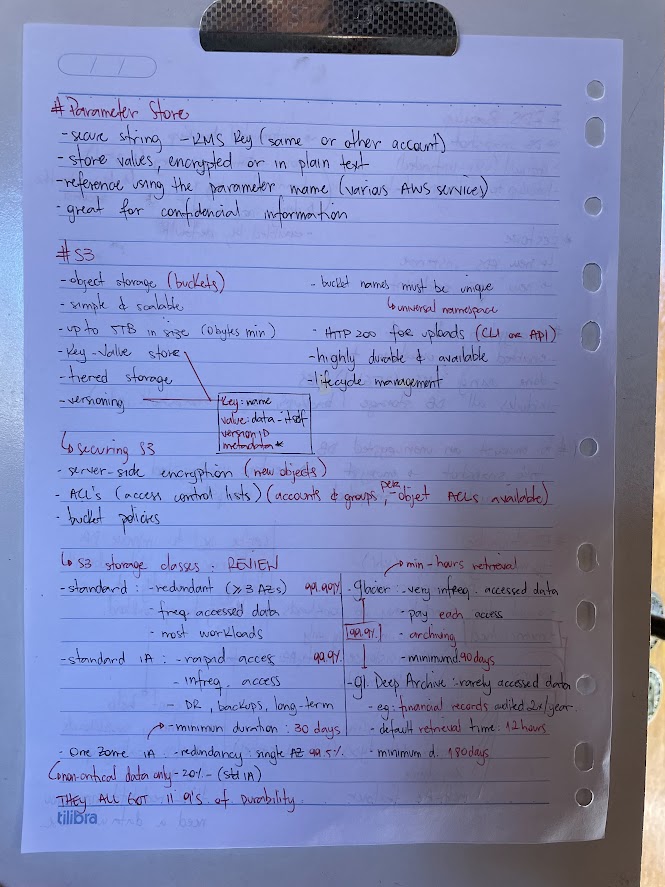 # Parameter Store
- secure string - KMS Key (same or other account)
- store values, encrypted or in plain text
- reference using the parameter name (various AWS services)
- great for confidencial information
# S3
- object storage (buckets)
- simple & scalable
- up to 5TB in size (0 bytes min)
- Key-Value store
- tiered storage
- versioning
Key: name
value: data itself
version ID
metadata*
- bucket names must be unique
↳ universal namespace
- HTTP 200 for uploads (CLI or API)
- highly durable & available
- lifecycle management
↳ securing S3
- server-side encryption (new objects)
- ACL's (access control lists) (accounts & groups, per-objet ACLs available)
- bucket policies
↳ S3 storage classes: REVIEW
- standard: - redundant (≥ 3 AZs) 99.99%
- freq. accessed data
- most workloads
- standard IA: - rapid access 99.9%
- infreq. access
- DR, backups, long-term
→ minimun duration: 30 days
- One Zone IA - redundancy: single AZ 99.5%
↳ non-critical data only - 20% - (std IA)
THEY ALL GOT 11 9's of Durability
→ min-hours retrieval
- glacier: - very infreq. accessed data
- pay each access
99.9%
- archiving
- minimum d. 90 days
- gl. Deep Archive: - rarely accessed data
- eg: financial records audited 2x/year
- default retrieval time: 12 hours
- minimum d. 180 days
tilibra